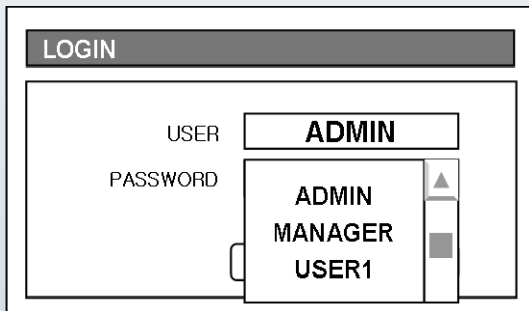 LOGIN
USER ADMIN
PASSWORD
ADMIN
MANAGER
USER1